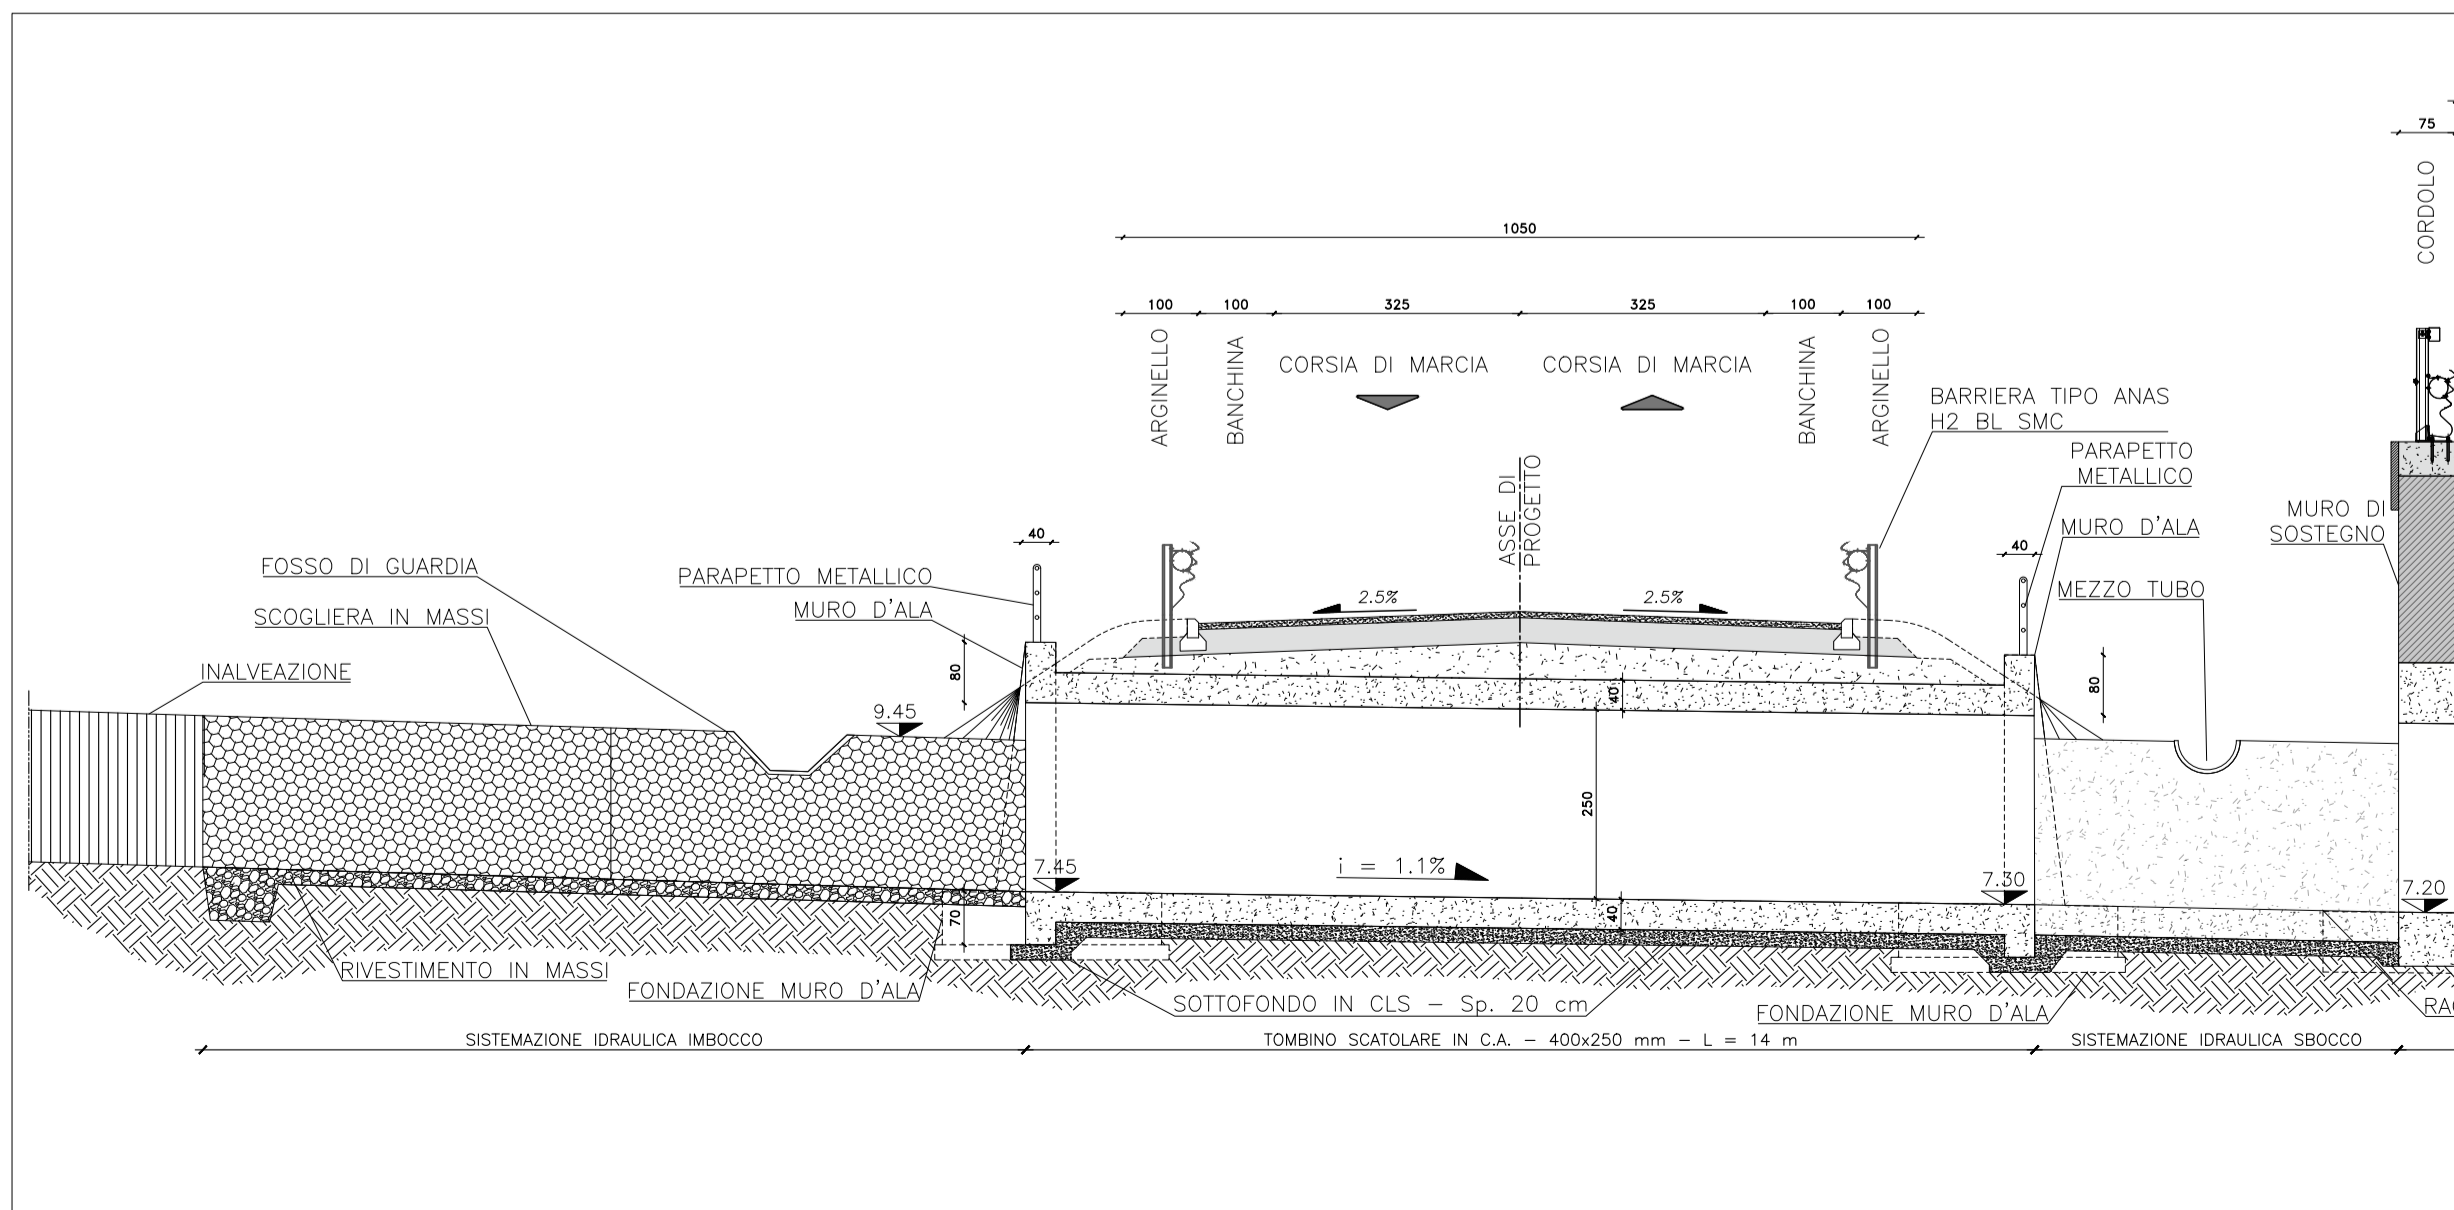 75
CORDOLO
1050
100
100
325
325
100
100
ARGINELLO
BANCHINA
CORSIA DI MARCIA
CORSIA DI MARCIA
BANCHINA
ARGINELLO
BARRIERA TIPO ANAS
H2 BL SMC
PARAPETTO
METALLICO
ASSE DI
PROGETTO
MURO DI
SOSTEGNO
MURO D'ALA
40
40
FOSSO DI GUARDIA
PARAPETTO METALLICO
MEZZO TUBO
SCOGLIERA IN MASSI
MURO D'ALA
2.5%
2.5%
INALVEAZIONE
80
80
40
9.45
250
i = 1.1%
7.45
7.30
7.20
70
40
RIVESTIMENTO IN MASSI
FONDAZIONE MURO D'ALA
SOTTOFONDO IN CLS - Sp. 20 cm
FONDAZIONE MURO D'ALA
SISTEMAZIONE IDRAULICA IMBOCCO
TOMBINO SCATOLARE IN C.A. - 400x250 mm - L = 14 m
SISTEMAZIONE IDRAULICA SBOCCO